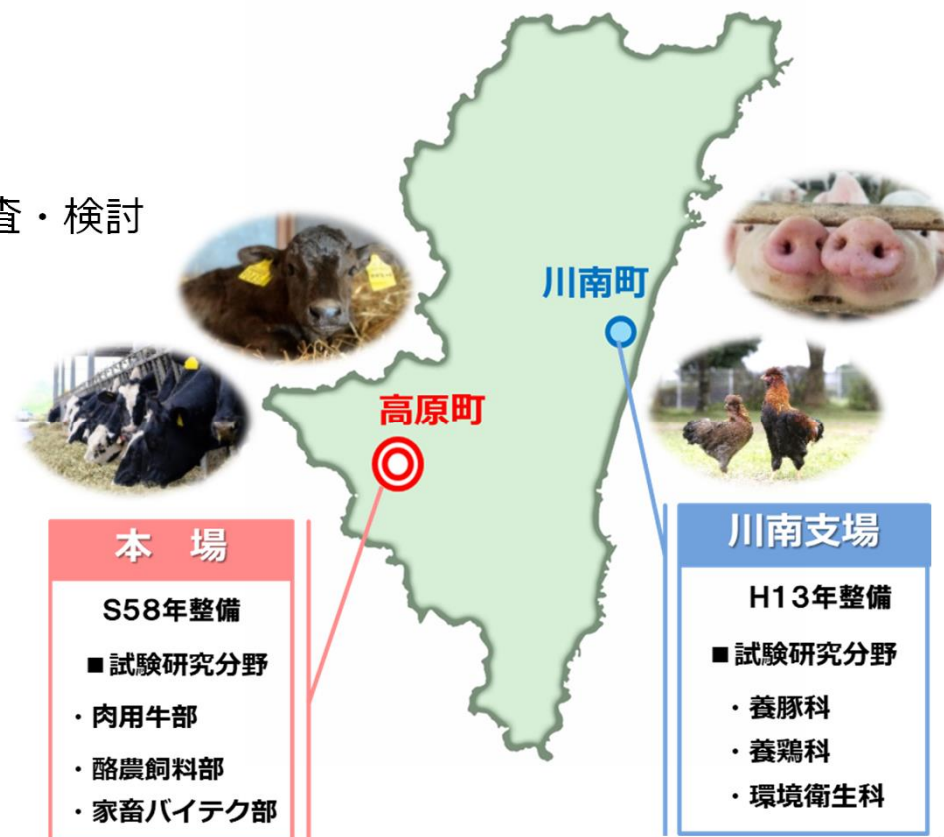 査・検討
川南町
高原町
本　場
S58年整備
■試験研究分野
・肉用牛部
・酪農飼料部
・家畜バイテク部
川南支場
H13年整備
■試験研究分野
・養豚科
・養鶏科
・環境衛生科